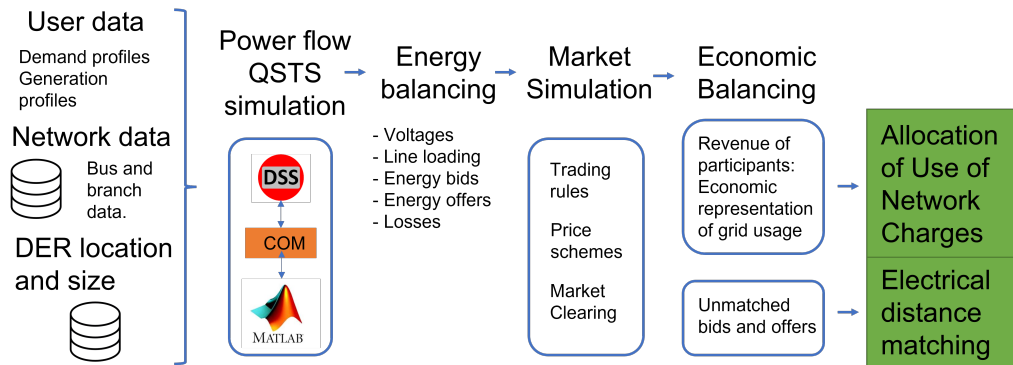 User data
Demand profiles
Generation
profiles
Network data
Bus and
branch
data.
DER location
and size
Power flow
QSTS
simulation
DSS
COM
MATLAB
Energy
balancing
- Voltages
- Line loading
- Energy bids
- Energy offers
- Losses
Market
Simulation
Trading
rules
Price
schemes
Market
Clearing
Economic
Balancing
Revenue of
participants:
Economic
representation
of grid usage
Unmatched
bids and offers
Allocation
of Use of
Network
Charges
Electrical
distance
matching